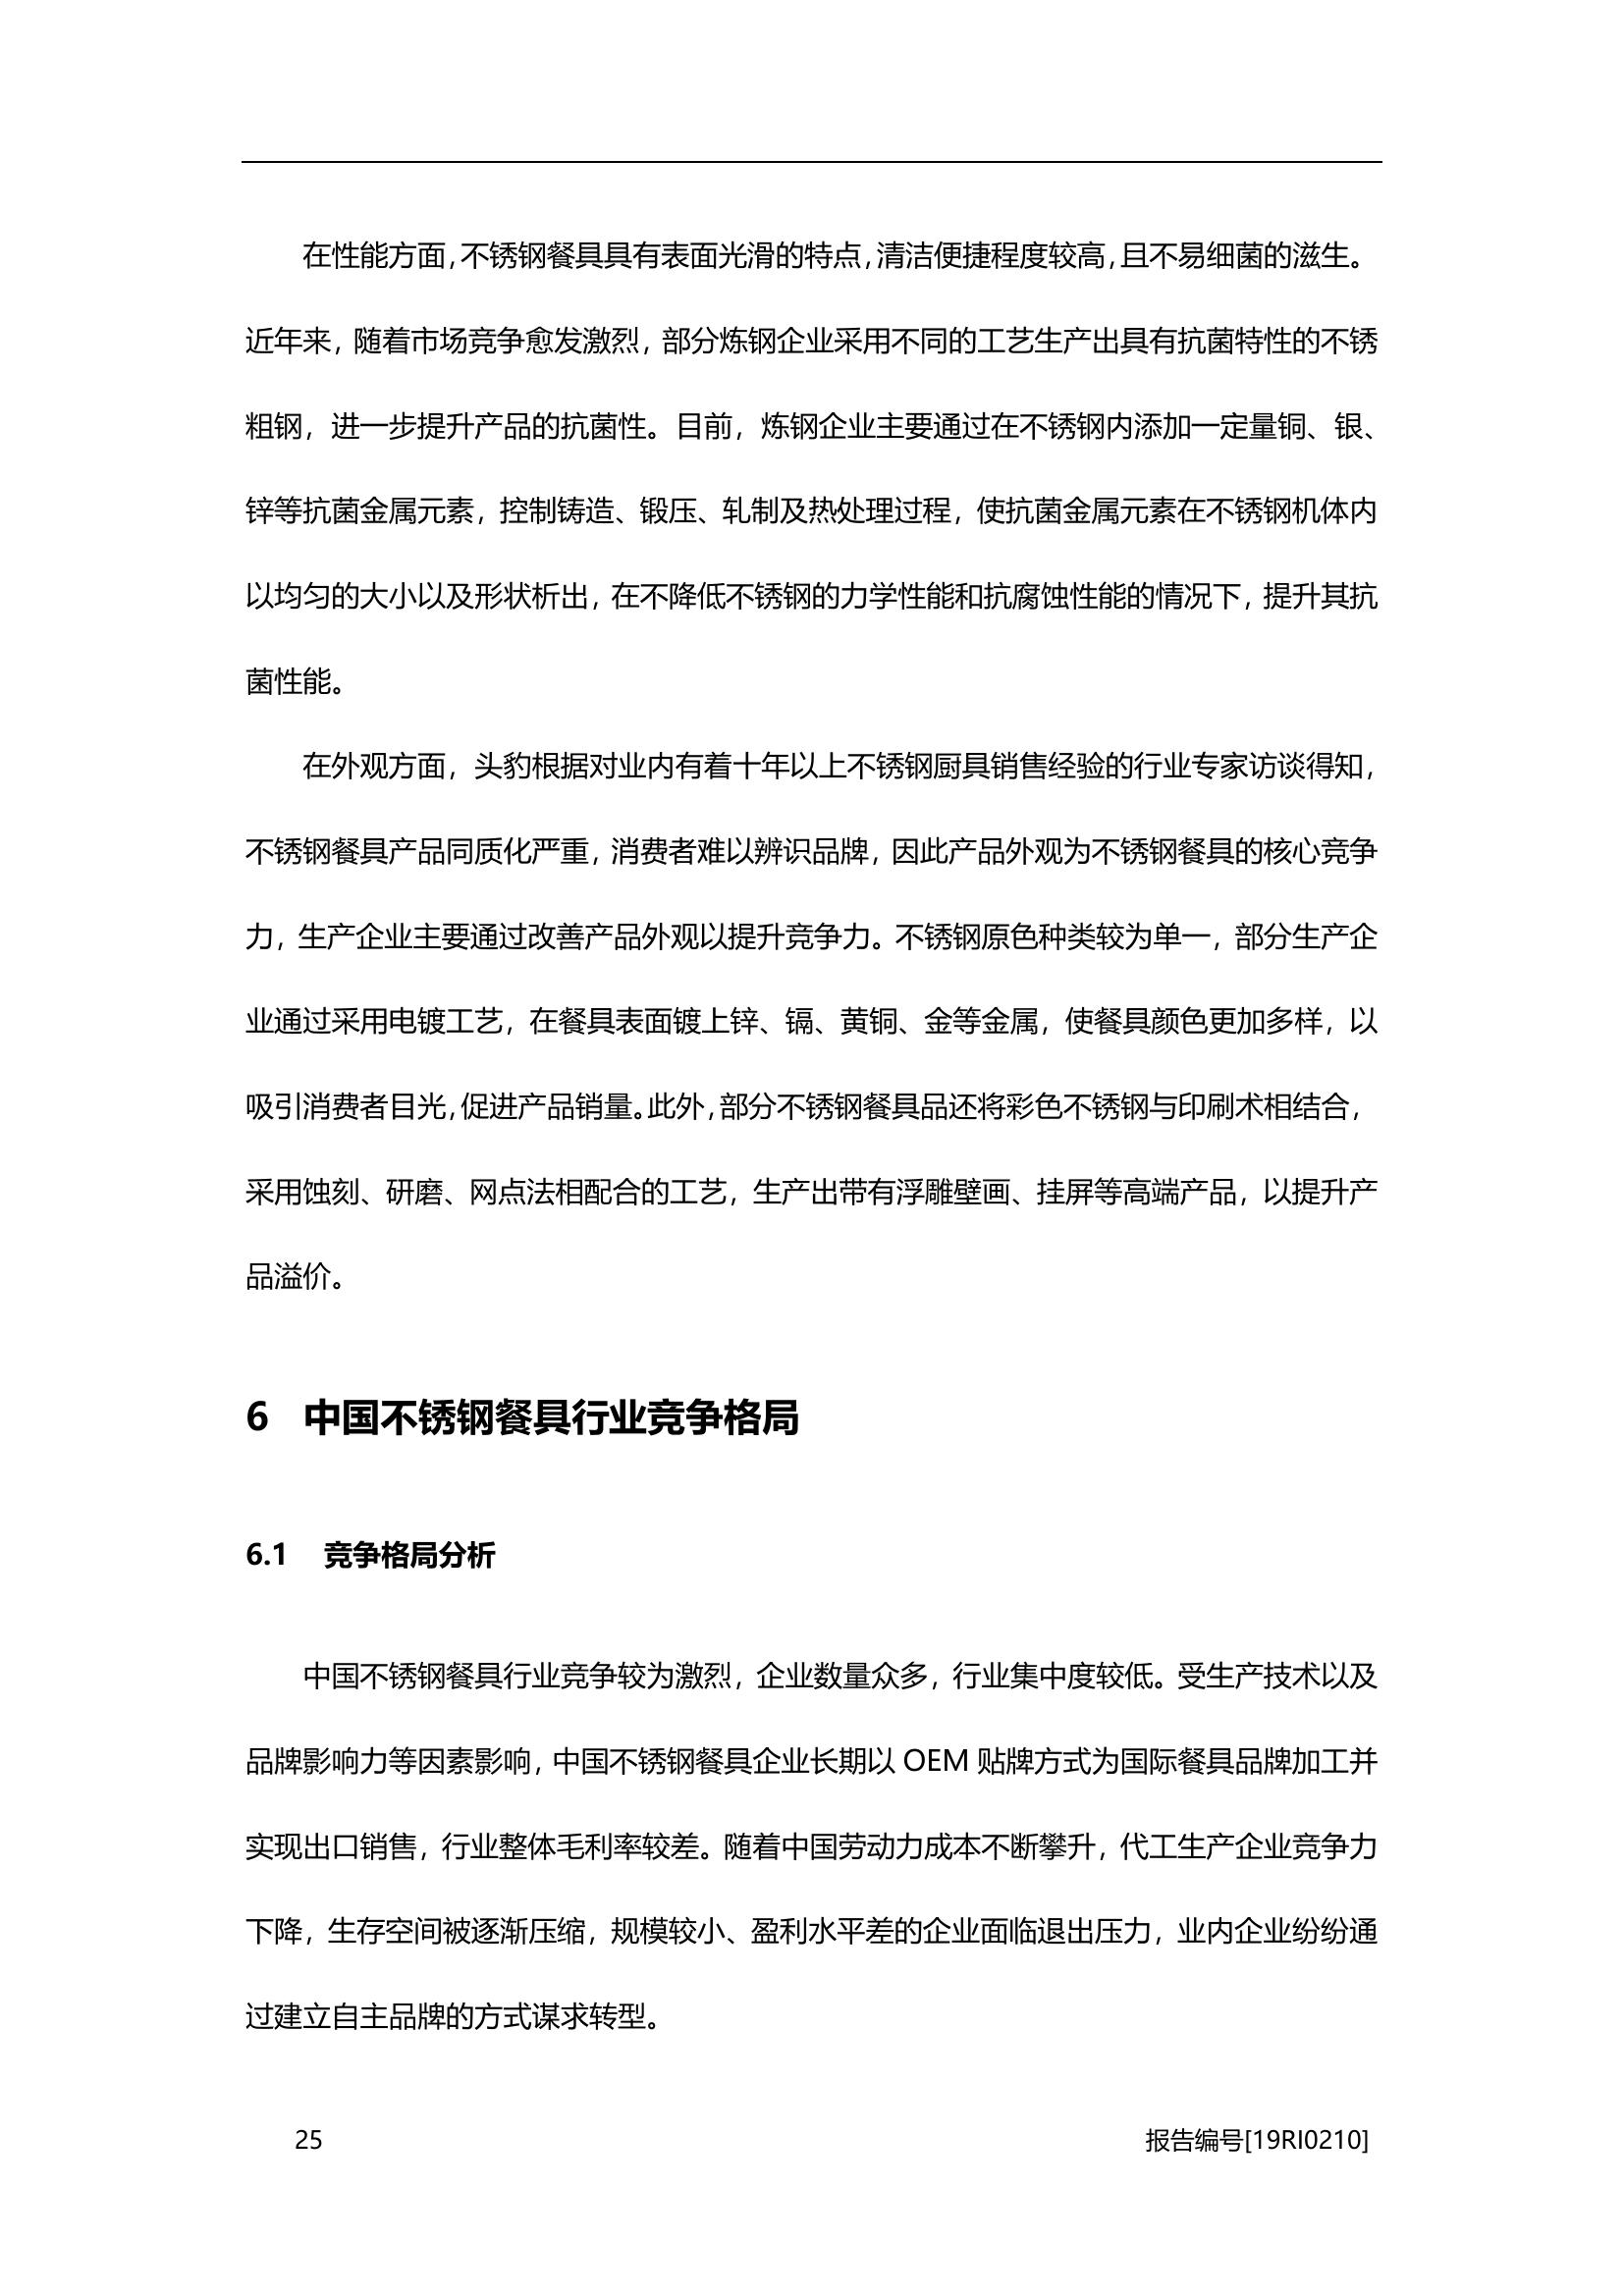 在性能方面，不锈钢餐具具有表面光滑的特点，清洁便捷程度较高，且不易细菌的滋生。
近年来，随着市场竞争愈发激烈，部分炼钢企业采用不同的工艺生产出具有抗菌特性的不锈
粗钢，进一步提升产品的抗菌性。目前，炼钢企业主要通过在不锈钢内添加一定量铜、银、
锌等抗菌金属元素，控制铸造、锻压、轧制及热处理过程，使抗菌金属元素在不锈钢机体内
以均匀的大小以及形状析出，在不降低不锈钢的力学性能和抗腐蚀性能的情况下，提升其抗
菌性能。
在外观方面，头豹根据对业内有着十年以上不锈钢厨具销售经验的行业专家访谈得知，
不锈钢餐具产品同质化严重，消费者难以辨识品牌，因此产品外观为不锈钢餐具的核心竞争
力，生产企业主要通过改善产品外观以提升竞争力。不锈钢原色种类较为单一，部分生产企
业通过采用电镀工艺，在餐具表面镀上锌、镉、黄铜、金等金属，使餐具颜色更加多样，以
吸引消费者目光，促进产品销量。此外，部分不锈钢餐具品还将彩色不锈钢与印刷术相结合，
采用蚀刻、研磨、网点法相配合的工艺，生产出带有浮雕壁画、挂屏等高端产品，以提升产
品溢价。
6 中国不锈钢餐具行业竞争格局
6.1 竞争格局分析
中国不锈钢餐具行业竞争较为激烈，企业数量众多，行业集中度较低。受生产技术以及
品牌影响力等因素影响，中国不锈钢餐具企业长期以 OEM 贴牌方式为国际餐具品牌加工并
实现出口销售，行业整体毛利率较差。随着中国劳动力成本不断攀升，代工生产企业竞争力
下降，生存空间被逐渐压缩，规模较小、盈利水平差的企业面临退出压力，业内企业纷纷通
过建立自主品牌的方式谋求转型。
25 报告编号[19RI0210]